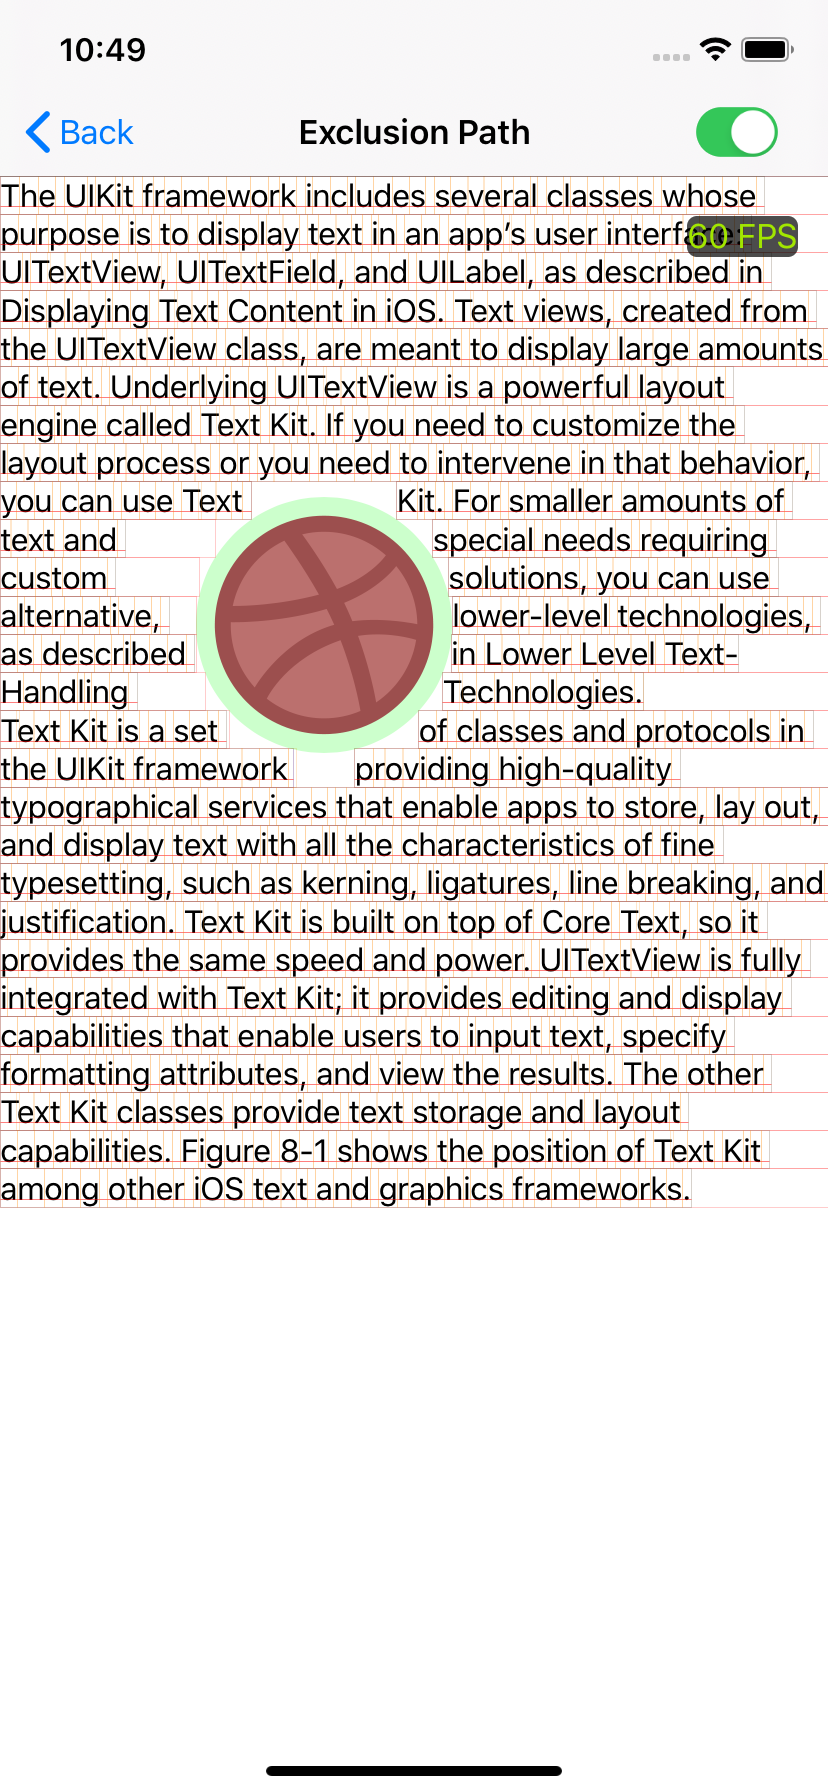 10:49
Back
Exclusion Path
The UIKit framework includes several classes whose
purpose is to display text in an app’s user interface:
60 FPS
UITextView, UITextField, and UILabel, as described in
Displaying Text Content in iOS. Text views, created from
the UITextView class, are meant to display large amounts
of text. Underlying UITextView is a powerful layout
engine called Text Kit. If you need to customize the
layout process or you need to intervene in that behavior,
you can use Text Kit. For smaller amounts of
text and special needs requiring
custom solutions, you can use
alternative, lower-level technologies,
as described in Lower Level Text-
Handling Technologies.
Text Kit is a set of classes and protocols in
the UIKit framework providing high-quality
typographical services that enable apps to store, lay out,
and display text with all the characteristics of fine
typesetting, such as kerning, ligatures, line breaking, and
justification. Text Kit is built on top of Core Text, so it
provides the same speed and power. UITextView is fully
integrated with Text Kit; it provides editing and display
capabilities that enable users to input text, specify
formatting attributes, and view the results. The other
Text Kit classes provide text storage and layout
capabilities. Figure 8-1 shows the position of Text Kit
among other iOS text and graphics frameworks.